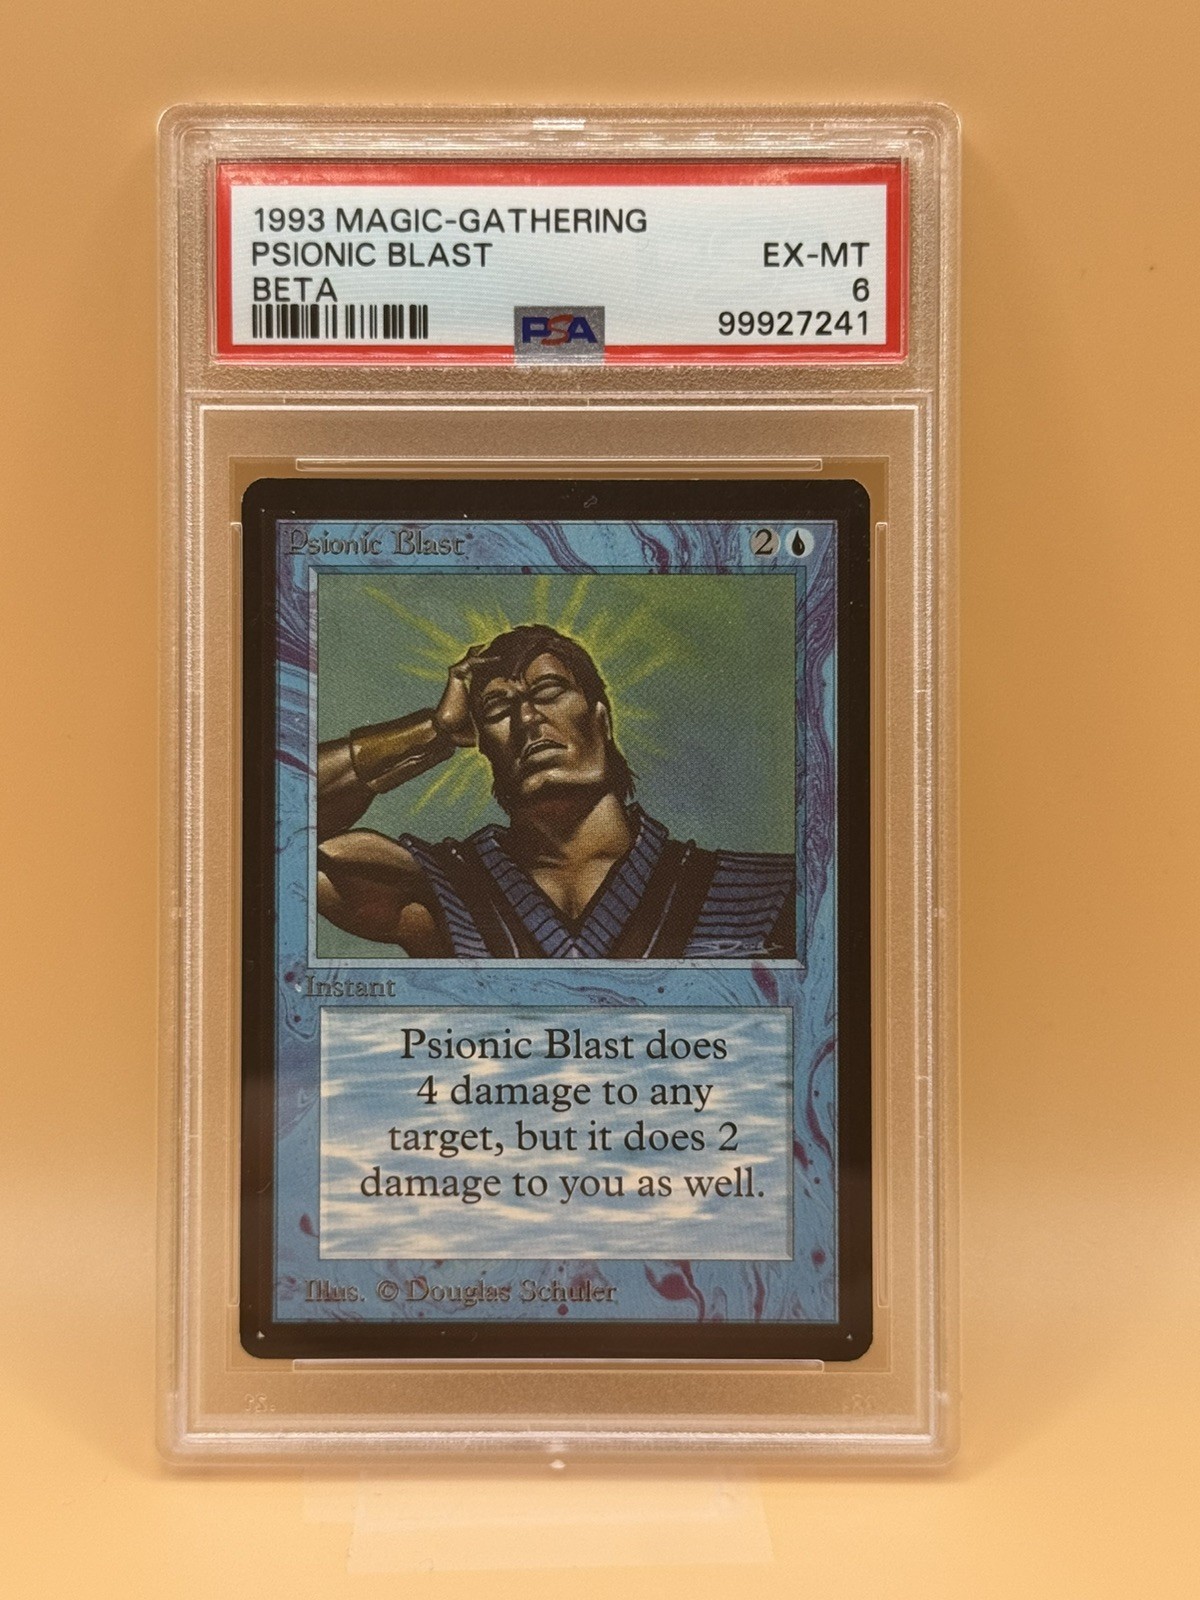 1993 MAGIC-GATHERING
PSIONIC BLAST
EX-MT
BETA
6
PSA
99927241
Psionic Blast
2
Instant
Psionic Blast does
4 damage to any
target, but it does 2
damage to you as well.
Illus. © Douglas Schuler